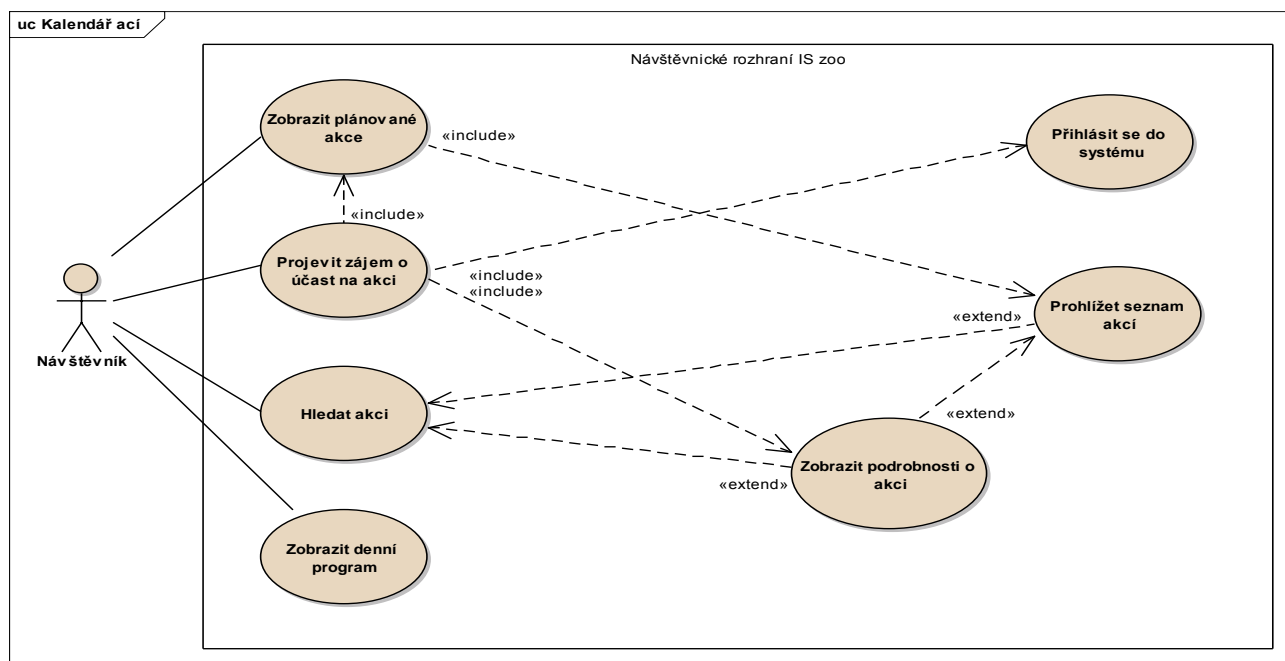 uc Kalendář ací
Návštěvnické rozhraní IS zoo
Zobrazit plánované
akce
«include»
Přihlásit se do
systému
«include»
Projevit zájem o
účast na akci
«include»
«include»
Prohlížet seznam
akcí
«extend»
Návštěvník
Hledat akci
«extend»
Zobrazit podrobnosti o
akci
«extend»
Zobrazit denní
program